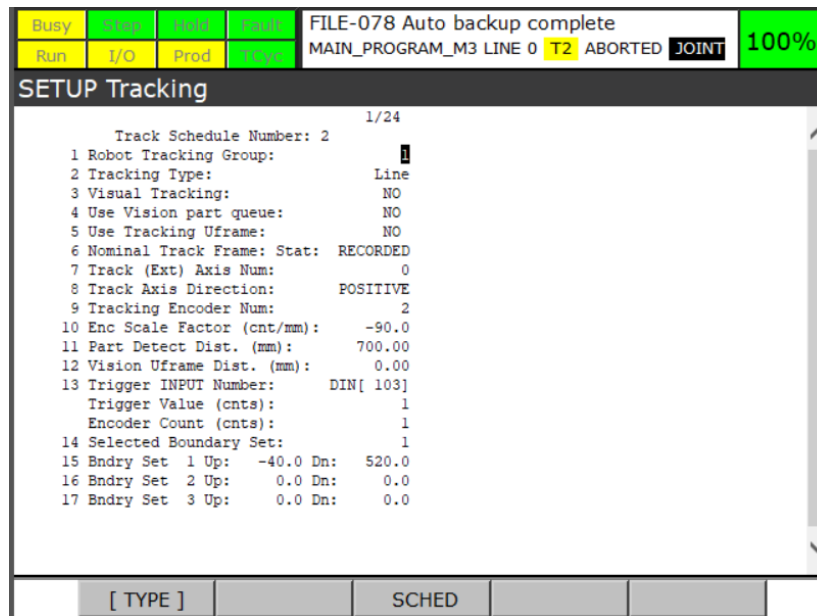 Busy Step Hold Fault
Run I/O Prod TCyc
FILE-078 Auto backup complete
MAIN_PROGRAM_M3 LINE 0 T2 ABORTED JOINT
100%
SETUP Tracking
1/24
Track Schedule Number: 2
1 Robot Tracking Group: 1
2 Tracking Type: Line
3 Visual Tracking: NO
4 Use Vision part queue: NO
5 Use Tracking Uframe: NO
6 Nominal Track Frame: Stat: RECORDED
7 Track (Ext) Axis Num: 0
8 Track Axis Direction: POSITIVE
9 Tracking Encoder Num: 2
10 Enc Scale Factor (cnt/mm): -90.0
11 Part Detect Dist. (mm): 700.00
12 Vision Uframe Dist. (mm): 0.00
13 Trigger INPUT Number: DIN[ 103]
Trigger Value (cnts): 1
Encoder Count (cnts): 1
14 Selected Boundary Set: 1
15 Bndry Set 1 Up: -40.0 Dn: 520.0
16 Bndry Set 2 Up: 0.0 Dn: 0.0
17 Bndry Set 3 Up: 0.0 Dn: 0.0
[ TYPE ] SCHED